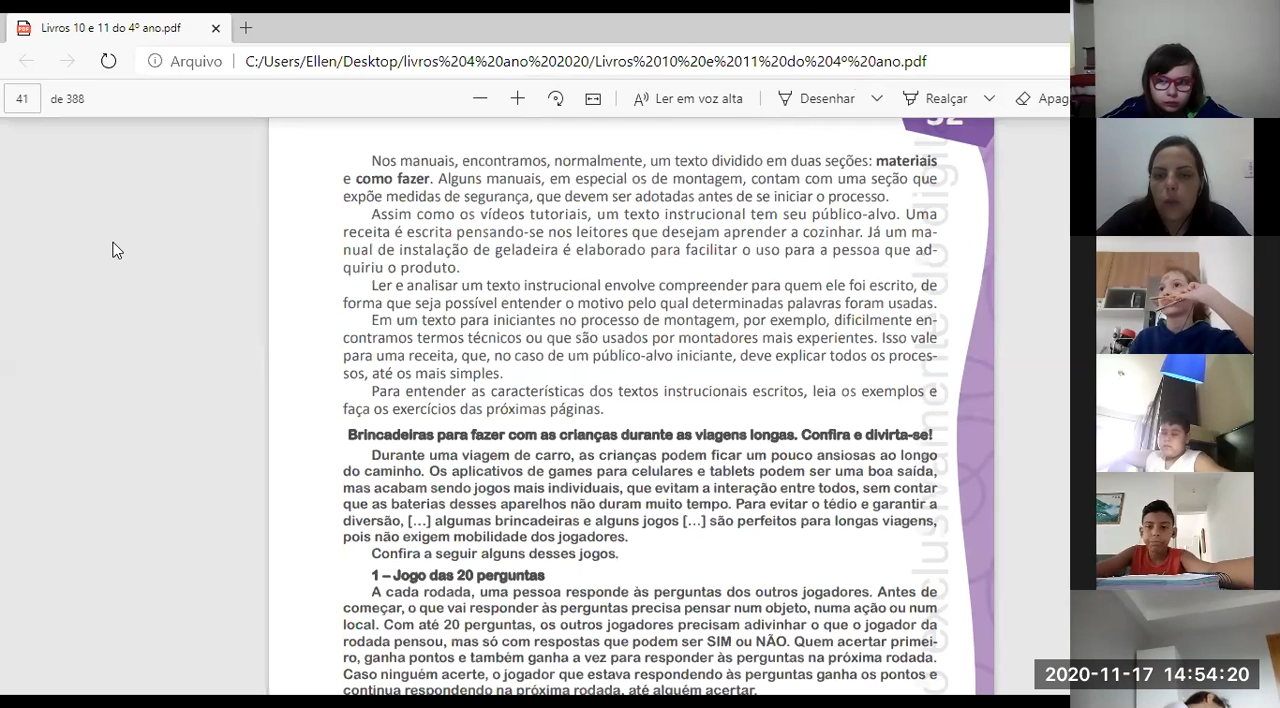 Livros 10 e 11 do 4º ano.pdf
Arquivo
C:/Users/Ellen/Desktop/livros%204%20ano%202020/Livros%2010%20e%2011%20do%204º%20ano.pdf
41 de 388
Ler em voz alta
Desenhar
Realçar
Apag
Nos manuais, encontramos, normalmente, um texto dividido em duas seções: materiais
e como fazer. Alguns manuais, em especial os de montagem, contam com uma seção que
expõe medidas de segurança, que devem ser adotadas antes de se iniciar o processo.
Assim como os vídeos tutoriais, um texto instrucional tem seu público-alvo. Uma
receita é escrita pensando-se nos leitores que desejam aprender a cozinhar. Já um ma-
nual de instalação de geladeira é elaborado para facilitar o uso para a pessoa que ad-
quiriu o produto.
Ler e analisar um texto instrucional envolve compreender para quem ele foi escrito, de
forma que seja possível entender o motivo pelo qual determinadas palavras foram usadas.
Em um texto para iniciantes no processo de montagem, por exemplo, dificilmente en-
contramos termos técnicos ou que são usados por montadores mais experientes. Isso vale
para uma receita, que, no caso de um público-alvo iniciante, deve explicar todos os proces-
sos, até os mais simples.
Para entender as características dos textos instrucionais escritos, leia os exemplos e
faça os exercícios das próximas páginas.
Brincadeiras para fazer com as crianças durante as viagens longas. Confira e divirta-se!
Durante uma viagem de carro, as crianças podem ficar um pouco ansiosas ao longo
do caminho. Os aplicativos de games para celulares e tablets podem ser uma boa saída,
mas acabam sendo jogos mais individuais, que evitam a interação entre todos, sem contar
que as baterias desses aparelhos não duram muito tempo. Para evitar o tédio e garantir a
diversão, [...] algumas brincadeiras e alguns jogos [...] são perfeitos para longas viagens,
pois não exigem mobilidade dos jogadores.
Confira a seguir alguns desses jogos.
1 – Jogo das 20 perguntas
A cada rodada, uma pessoa responde às perguntas dos outros jogadores. Antes de
começar, o que vai responder às perguntas precisa pensar num objeto, numa ação ou num
local. Com até 20 perguntas, os outros jogadores precisam adivinhar o que o jogador da
rodada pensou, mas só com respostas que podem ser SIM ou NÃO. Quem acertar primei-
ro, ganha pontos e também ganha a vez para responder às perguntas na próxima rodada.
Caso ninguém acerte, o jogador que estava respondendo às perguntas ganha os pontos e
continua respondendo na próxima rodada, até alguém acertar.
o exclusivamente do digi
2020-11-17 14:54:20